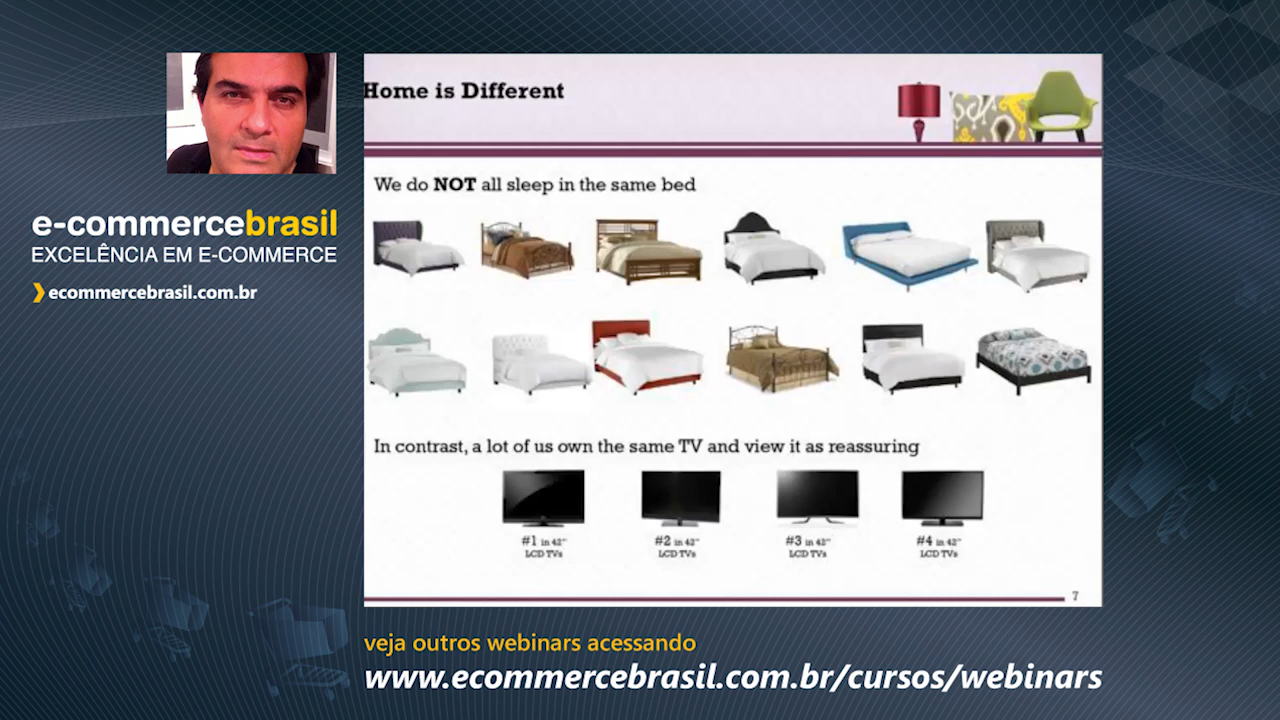 Home is Different
We do NOT all sleep in the same bed
e-commercebrasil
EXCELÊNCIA EM E-COMMERCE
ecommercebrasil.com.br
In contrast, a lot of us own the same TV and view it as reassuring
#1 in 42"
LCD TVs
#2 in 42"
LCD TVs
#3 in 42"
LCD TVs
#4 in 42"
LCD TVs
7
veja outros webinars acessando
www.ecommercebrasil.com.br/cursos/webinars